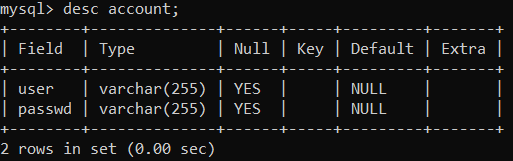 mysql> desc account;
+--------+--------------+------+-----+---------+-------+
| Field  | Type         | Null | Key | Default | Extra |
+--------+--------------+------+-----+---------+-------+
| user   | varchar(255) | YES  |     | NULL    |       |
| passwd | varchar(255) | YES  |     | NULL    |       |
+--------+--------------+------+-----+---------+-------+
2 rows in set (0.00 sec)